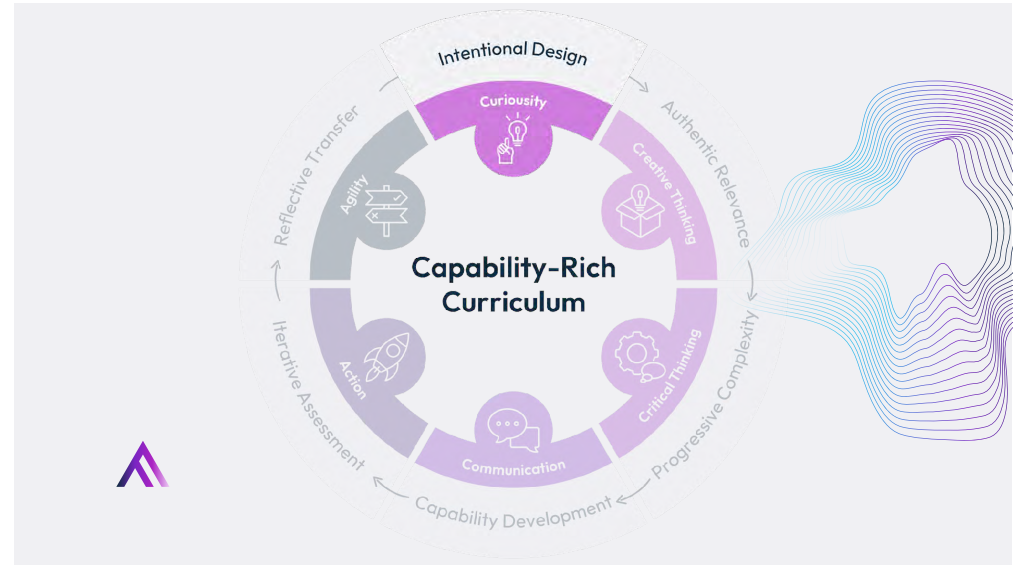 Intentional Design
Curiousity
Authentic Relevance
Creative Thinking
Progressive Complexity
Critical Thinking
Capability Development
Communication
Iterative Assessment
Action
Reflective Transfer
Agility
Capability-Rich
Curriculum